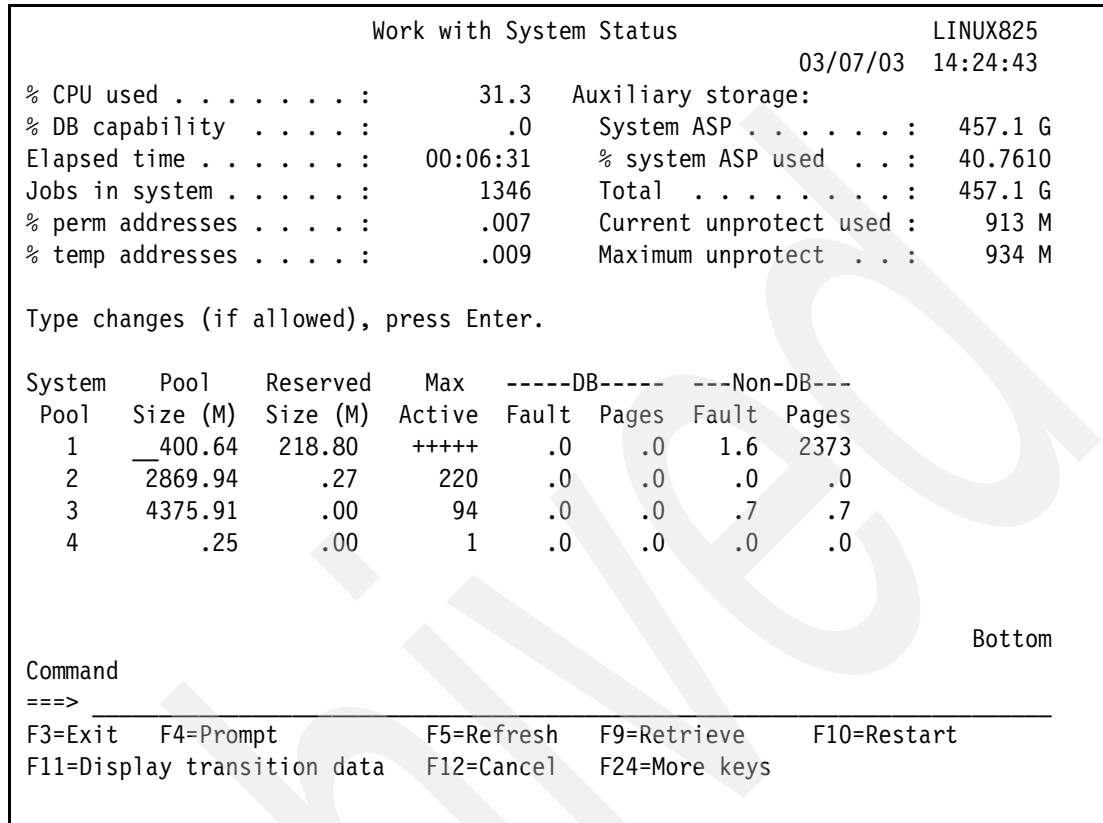 Work with System Status LINUX825
03/07/03 14:24:43
% CPU used . . . . . . . : 31.3 Auxiliary storage:
% DB capability . . . . : .0 System ASP . . . . . . : 457.1 G
Elapsed time . . . . . . : 00:06:31 % system ASP used . . : 40.7610
Jobs in system . . . . . : 1346 Total . . . . . . . . : 457.1 G
% perm addresses . . . . : .007 Current unprotect used : 913 M
% temp addresses . . . . : .009 Maximum unprotect . . : 934 M
Type changes (if allowed), press Enter.
System Pool Reserved Max -----DB----- ---Non-DB---
Pool Size (M) Size (M) Active Fault Pages Fault Pages
1 __400.64 218.80 +++++ .0 .0 1.6 2373
2 2869.94 .27 220 .0 .0 .0 .0
3 4375.91 .00 94 .0 .0 .7 .7
4 .25 .00 1 .0 .0 .0 .0
Bottom
Command
===> ________________________________________________________________________
F3=Exit F4=Prompt F5=Refresh F9=Retrieve F10=Restart
F11=Display transition data F12=Cancel F24=More keys